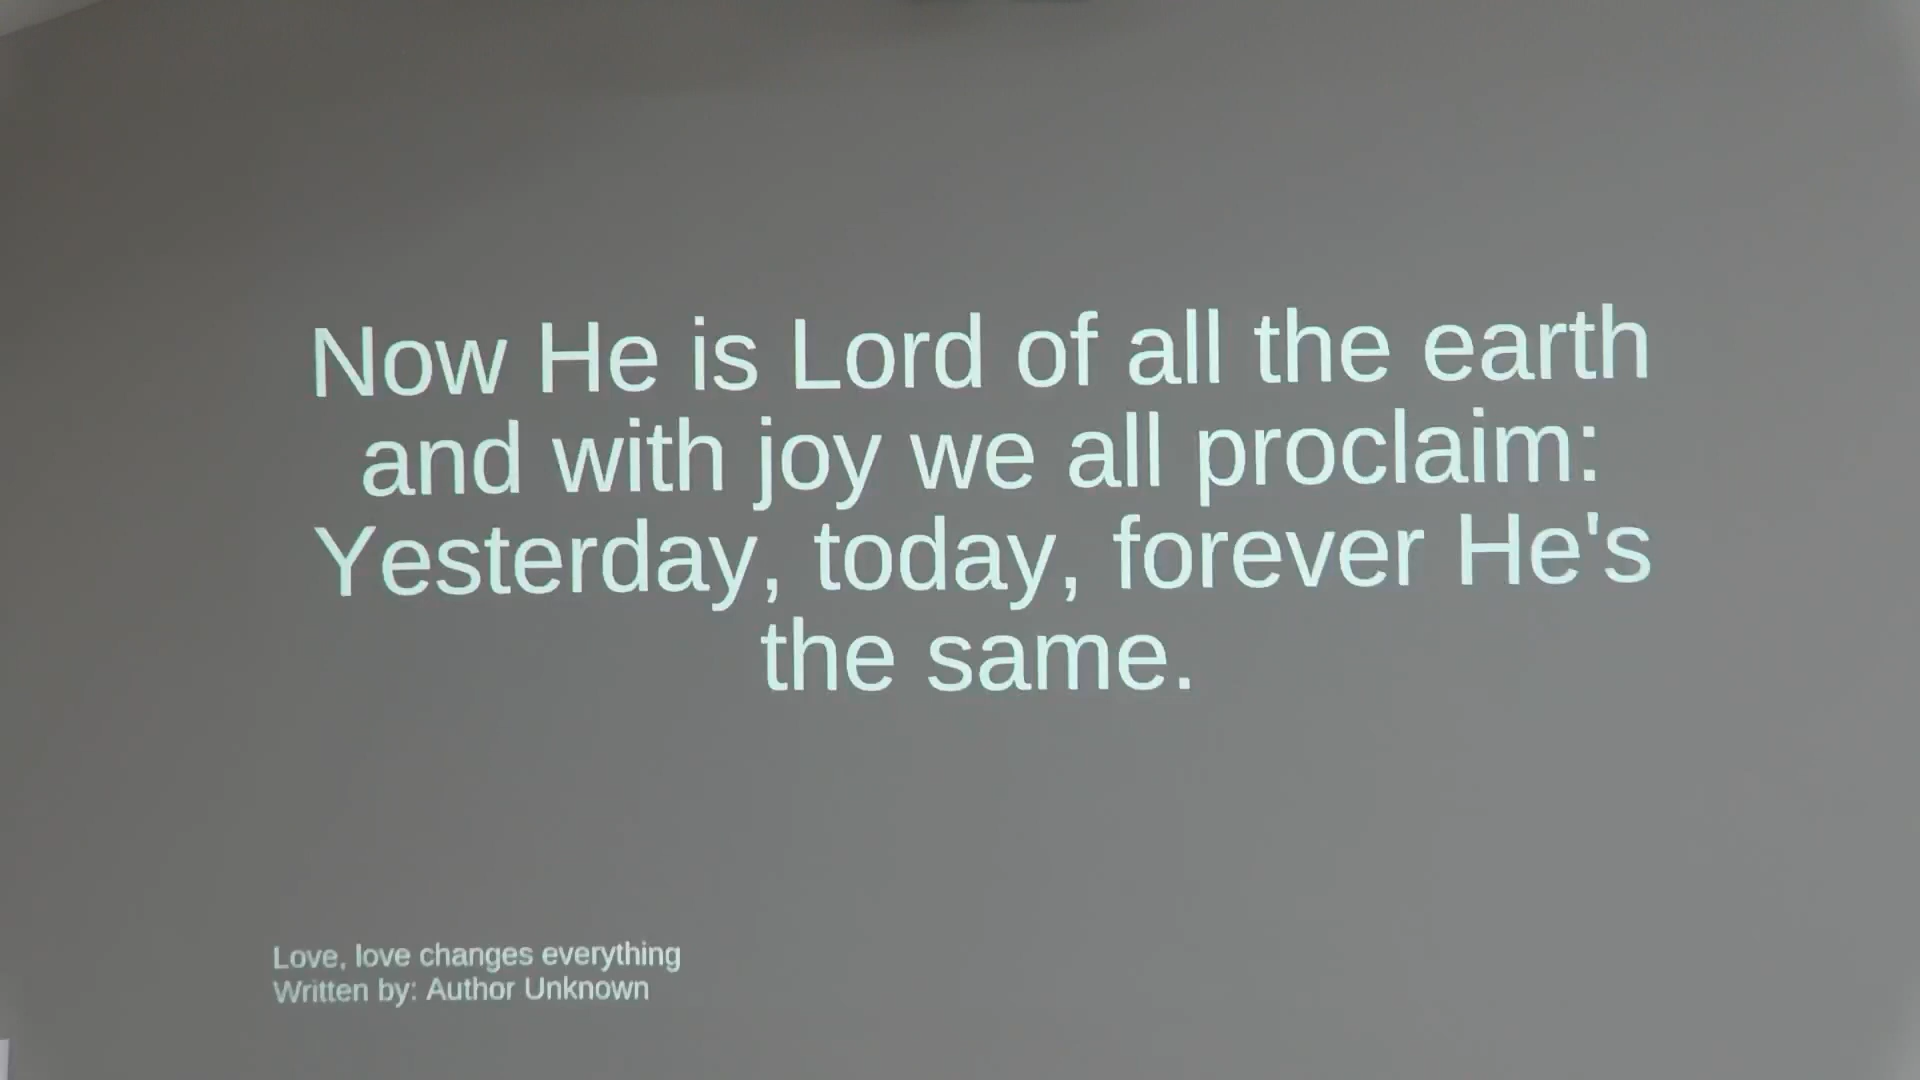 Now He is Lord of all the earth
and with joy we all proclaim:
Yesterday, today, forever He's
the same.
Love, love changes everything
Written by: Author Unknown